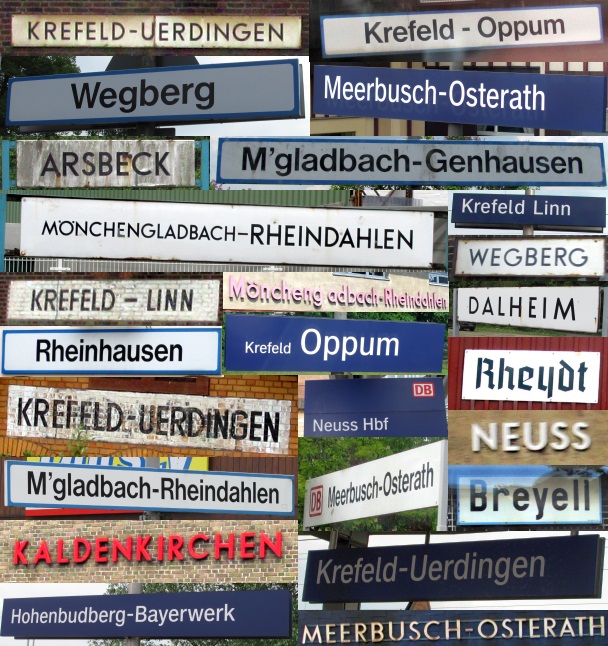 KREFELD-UERDINGEN
Krefeld - Oppum
Wegberg
Meerbusch-Osterath
ARSBECK
M'gladbach-Genhausen
MÖNCHENGLADBACH-RHEINDAHLEN
Krefeld Linn
WEGBERG
KREFELD - LINN
Möncheng adbach-Rheindahlen
DALHEIM
Rheinhausen
Krefeld Oppum
Rheydt
KREFELD-UERDINGEN
DB
Neuss Hbf
NEUSS
M'gladbach-Rheindahlen
DB Meerbusch-Osterath
Breyell
KALDENKIRCHEN
Krefeld-Uerdingen
Hohenbudberg-Bayerwerk
MEERBUSCH-OSTERATH